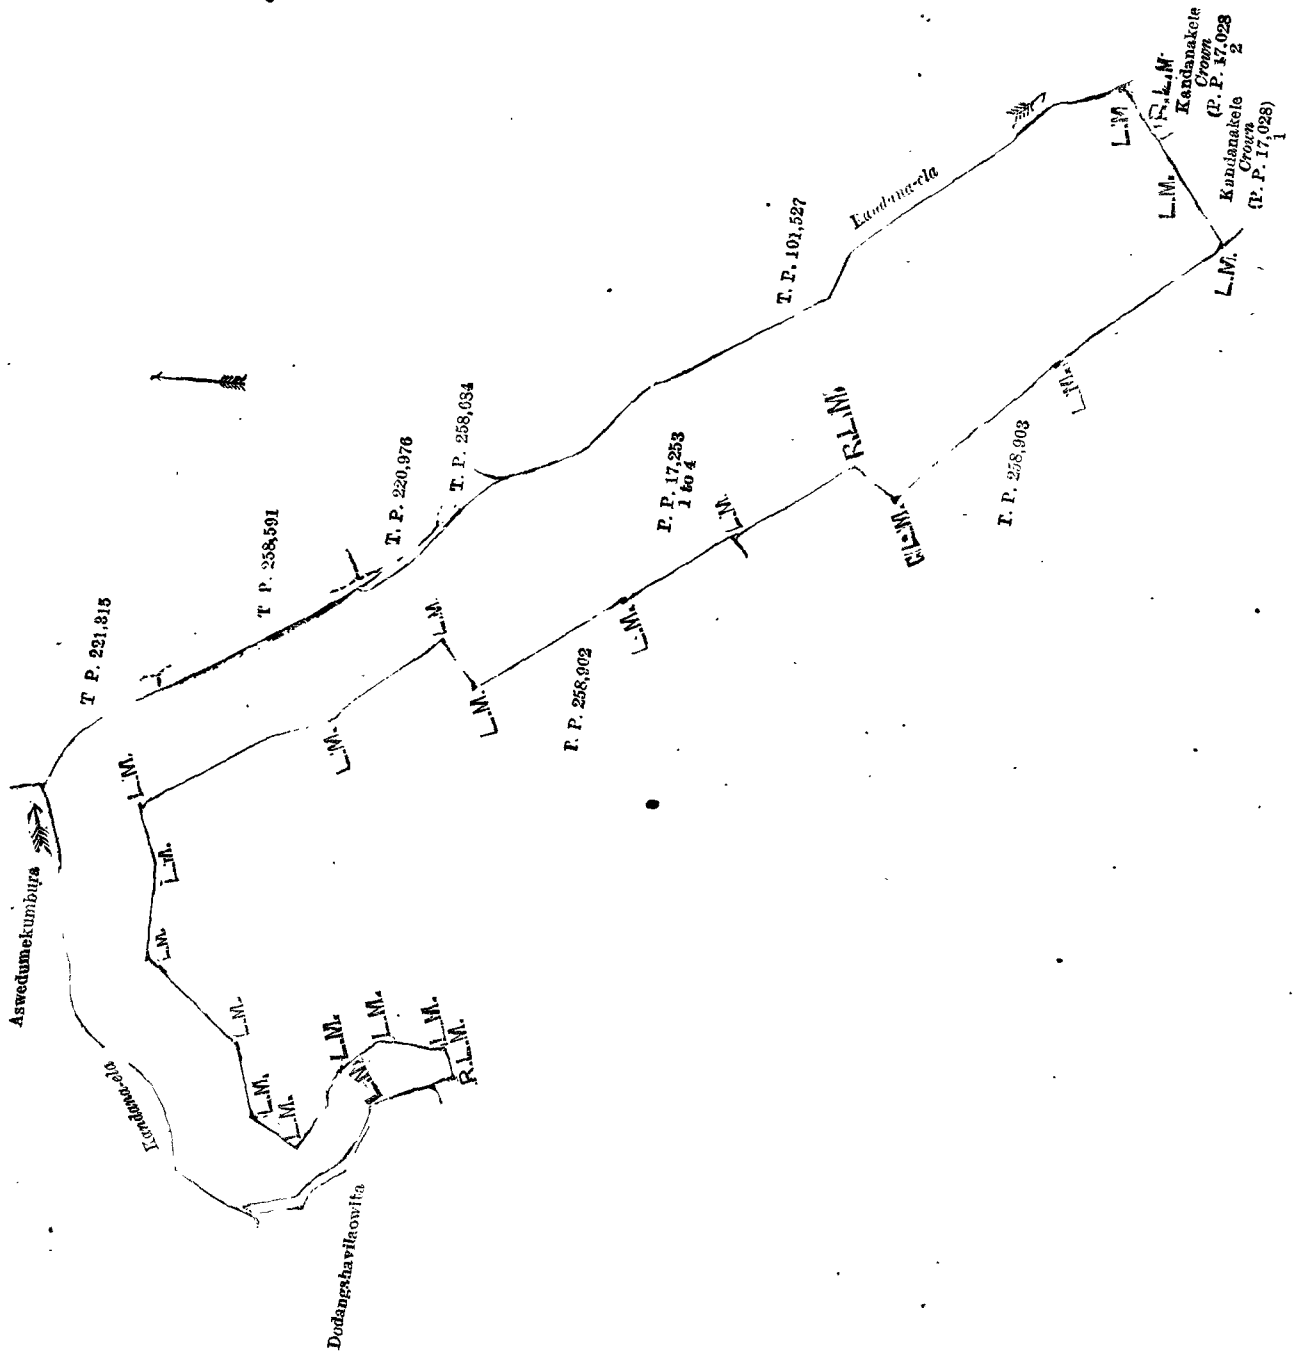 Aswedumekumbura
T P. 221,315
T P. 258,591
T. P. 220,976
T. P. 258,634
T. P. 101,527
Kandana-ela
L.M.
R.L.M.
Kandanakele
Crown
(P. P. 17,028
2
L.M.
Kandanakele
Crown
(P. P. 17,028)
1
L.M.
L.M.
T. P. 258,903
R.L.M.
R.L.M.
P. P. 17,253
1 to 4
L.M.
L.M.
T. P. 258,902
L.M.
L.M.
L.M.
L.M.
L.M.
L.M.
L.M.
L.M.
L.M.
L.M.
L.M.
L.M.
R.L.M.
L.M.
Kandana-ela
Dodangahavilaowita